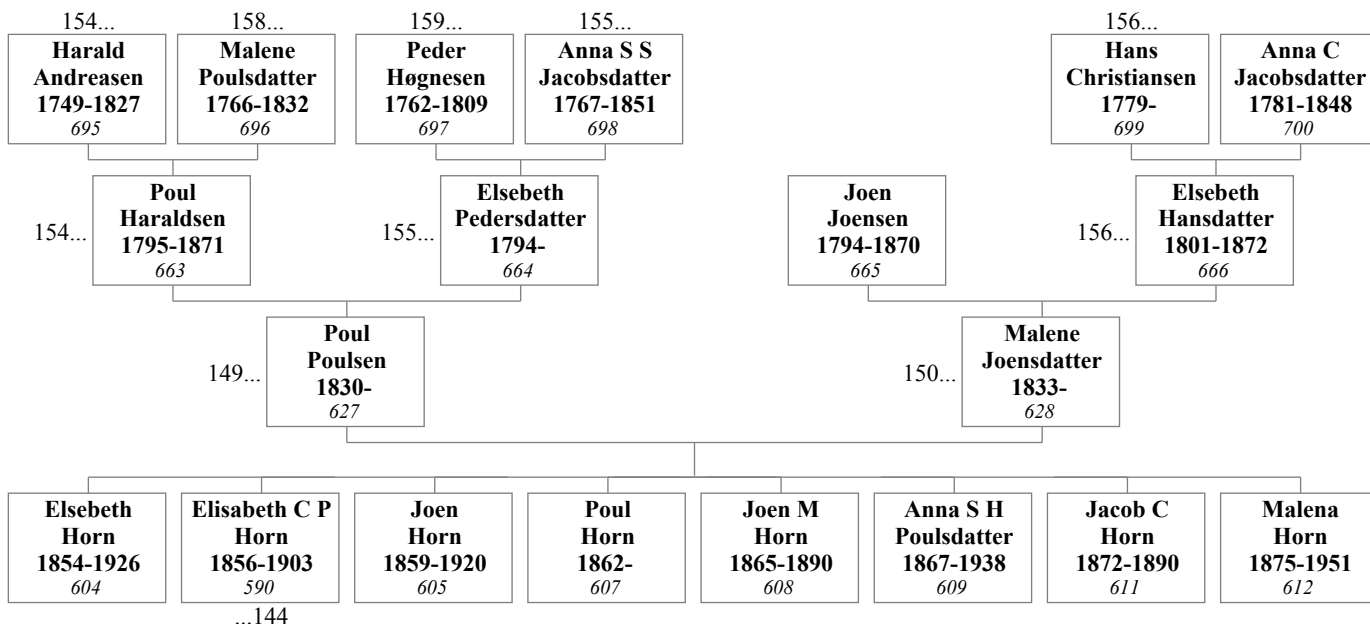 154...
158...
159...
155...
156...
Harald
Andreasen
1749-1827
695
Malene
Poulsdatter
1766-1832
696
Peder
Høgnesen
1762-1809
697
Anna S S
Jacobsdatter
1767-1851
698
Hans
Christiansen
1779-
699
Anna C
Jacobsdatter
1781-1848
700
154...
Poul
Haraldsen
1795-1871
663
155...
Elsebeth
Pedersdatter
1794-
664
Joen
Joensen
1794-1870
665
156...
Elsebeth
Hansdatter
1801-1872
666
149...
Poul
Poulsen
1830-
627
150...
Malene
Joensdatter
1833-
628
Elsebeth
Horn
1854-1926
604
Elisabeth C P
Horn
1856-1903
590
Joen
Horn
1859-1920
605
Poul
Horn
1862-
607
Joen M
Horn
1865-1890
608
Anna S H
Poulsdatter
1867-1938
609
Jacob C
Horn
1872-1890
611
Malena
Horn
1875-1951
612
...144